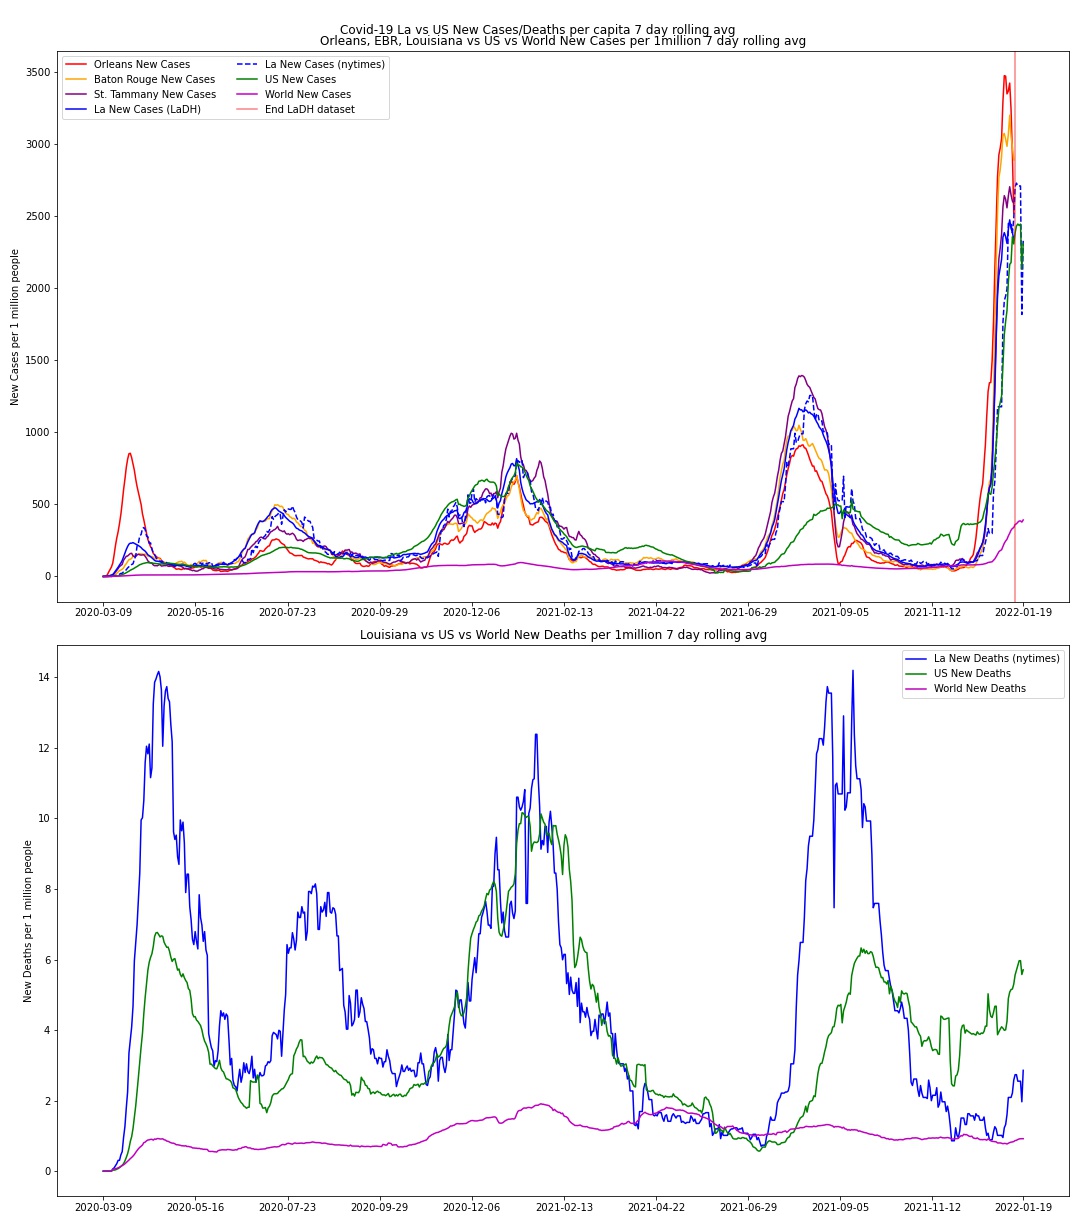 Covid-19 La vs US New Cases/Deaths per capita 7 day rolling avg
Orleans, EBR, Louisiana vs US vs World New Cases per 1million 7 day rolling avg
Orleans New Cases
Baton Rouge New Cases
St. Tammany New Cases
La New Cases (LaDH)
La New Cases (nytimes)
US New Cases
World New Cases
End LaDH dataset
New Cases per 1 million people
3500
3000
2500
2000
1500
1000
500
0
2020-03-09 2020-05-16 2020-07-23 2020-09-29 2020-12-06 2021-02-13 2021-04-22 2021-06-29 2021-09-05 2021-11-12 2022-01-19
Louisiana vs US vs World New Deaths per 1million 7 day rolling avg
La New Deaths (nytimes)
US New Deaths
World New Deaths
New Deaths per 1 million people
14
12
10
8
6
4
2
0
2020-03-09 2020-05-16 2020-07-23 2020-09-29 2020-12-06 2021-02-13 2021-04-22 2021-06-29 2021-09-05 2021-11-12 2022-01-19